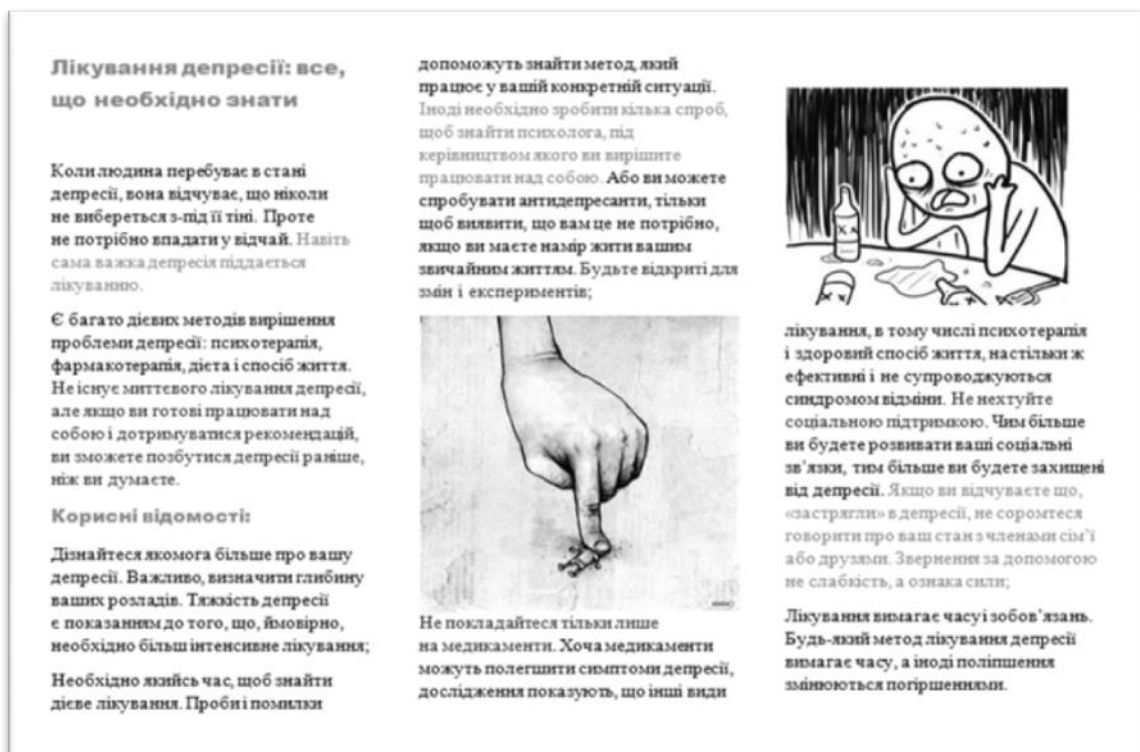 Лікування депресії: все,
що необхідно знати
Коли людина перебуває в стані
депресії, вона відчуває, що ніколи
не вибереться з-під її тіні. Проте
не потрібно впадати у відчай. Навіть
сама важка депресія піддається
лікуванню.
Є багато дієвих методів вирішення
проблеми депресії: психотерапія,
фармакотерапія, дієта і спосіб життя.
Не існує миттєвого лікування депресії,
але якщо ви готові працювати над
собою і дотримуватися рекомендацій,
ви зможете позбутися депресії раніше,
ніж ви думаєте.
Корисні відомості:
Дізнайтеся якомога більше про вашу
депресії. Важливо, визначити глибину
ваших розладів. Тяжкість депресії
є показанням до того, що, ймовірно,
необхідно більш інтенсивне лікування;
Необхідно якийсь час, щоб знайти
дієве лікування. Проби і помилки
допоможуть знайти метод, який
працює у вашій конкретній ситуації.
Іноді необхідно зробити кілька спроб,
щоб знайти психолога, під
керівництвом якого ви вирішите
працювати над собою. Або ви можете
спробувати антидепресанти, тільки
щоб виявити, що вам це не потрібно,
якщо ви маєте намір жити вашим
звичайним життям. Будьте відкриті для
змін і експериментів;
Не покладайтеся тільки лише
на медикаменти. Хоча медикаменти
можуть полегшити симптоми депресії,
дослідження показують, що інші види
лікування, в тому числі психотерапія
і здоровий спосіб життя, настільки ж
ефективні і не супроводжуються
синдромом відміни. Не нехтуйте
соціальною підтримкою. Чим більше
ви будете розвивати ваші соціальні
зв’язки, тим більше ви будете захищені
від депресії. Якщо ви відчуваєте що,
«застрягли» в депресії, не соромтеся
говорити про ваш стан з членами сім’ї
або друзями. Звернення за допомогою
не слабкість, а ознака сили;
Лікування вимагає часу і зобов’язань.
Будь-який метод лікування депресії
вимагає часу, а іноді поліпшення
змінюються погіршеннями.